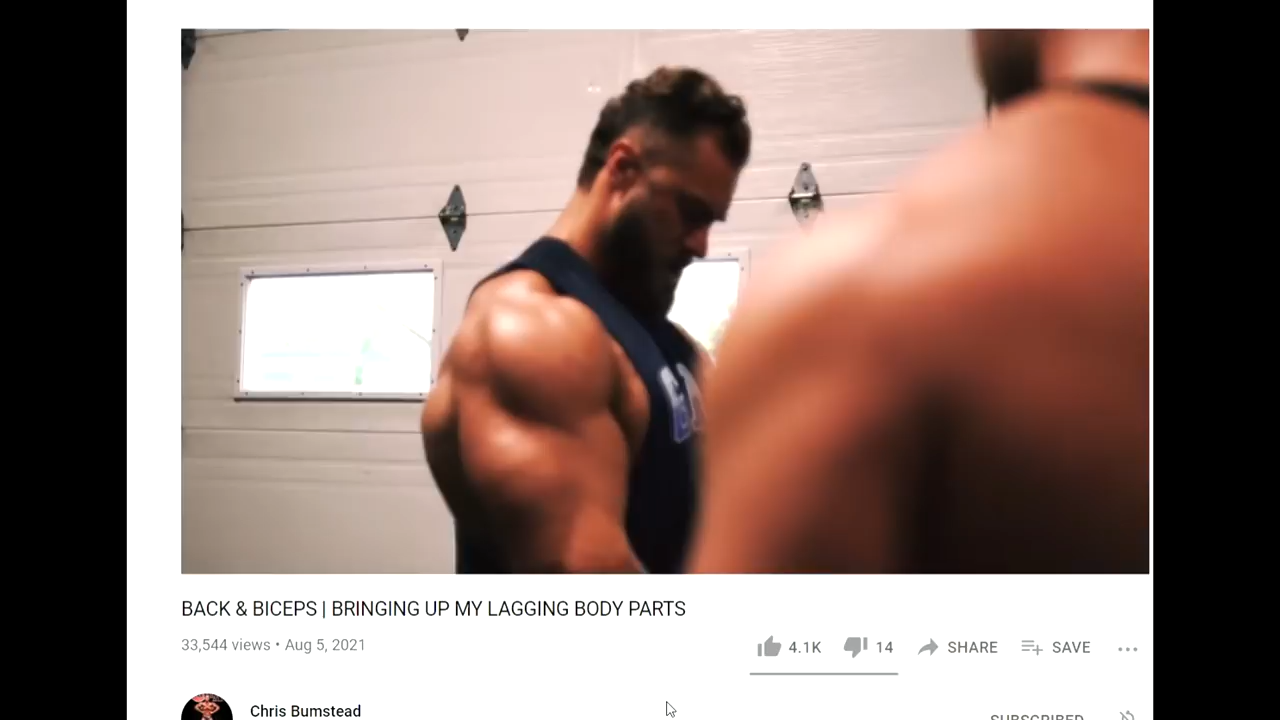 BACK & BICEPS | BRINGING UP MY LAGGING BODY PARTS
33,544 views • Aug 5, 2021
4.1K 14 SHARE SAVE
Chris Bumstead
SUBSCRIBED